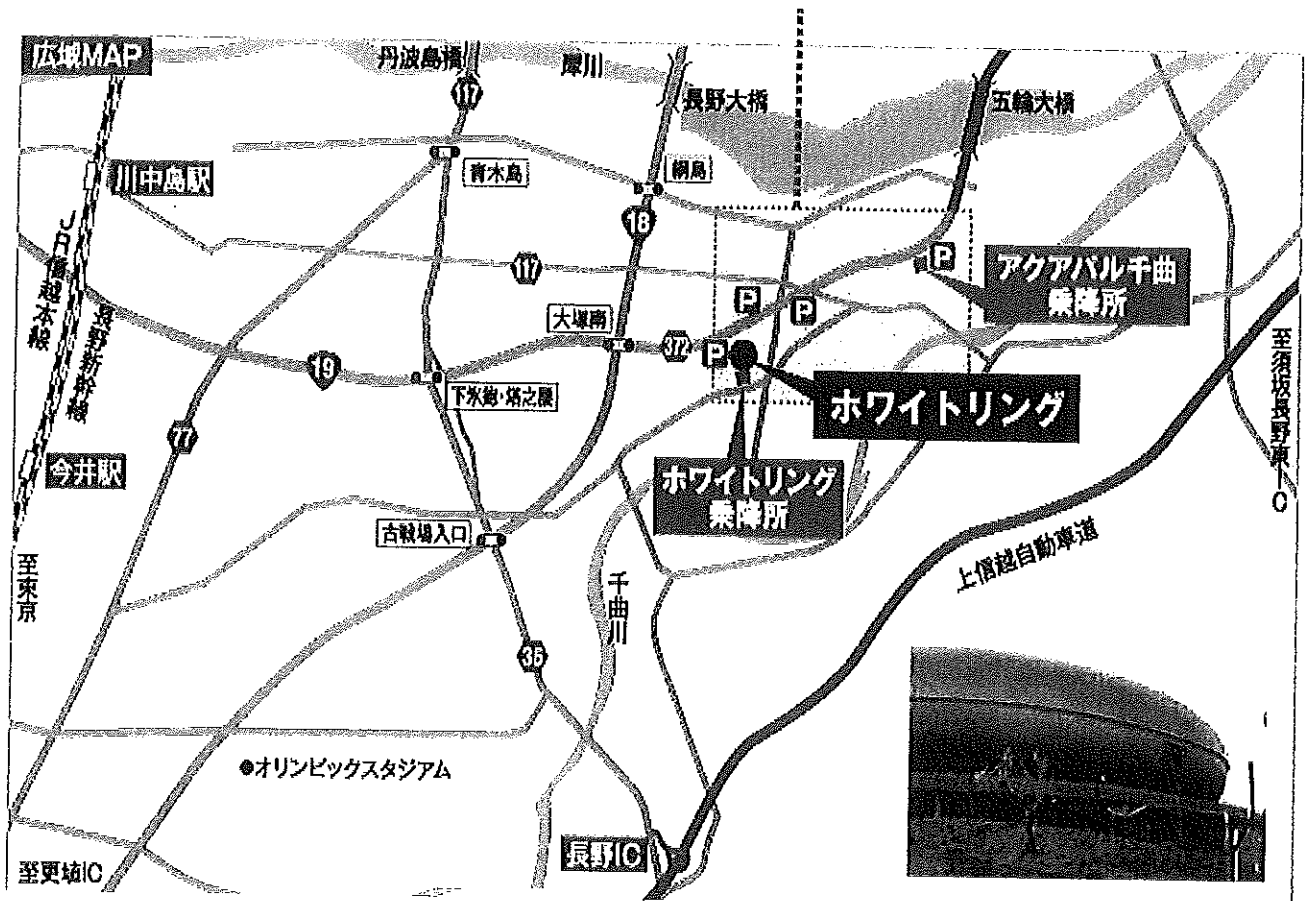 広域MAP
丹波島橋
犀川
長野大橋
五輪大橋
117
川中島駅
青木島
綱島
18
JR信越本線
長野新幹線
117
P
アクアパル千曲
乗降所
P
P
大塚南
372
P
19
下氷鉋・塔之腰
ホワイトリング
至須坂長野東IC
77
今井駅
ホワイトリング
乗降所
古戦場入口
至東京
千曲川
上信越自動車道
35
●オリンピックスタジアム
長野IC
至更埴IC